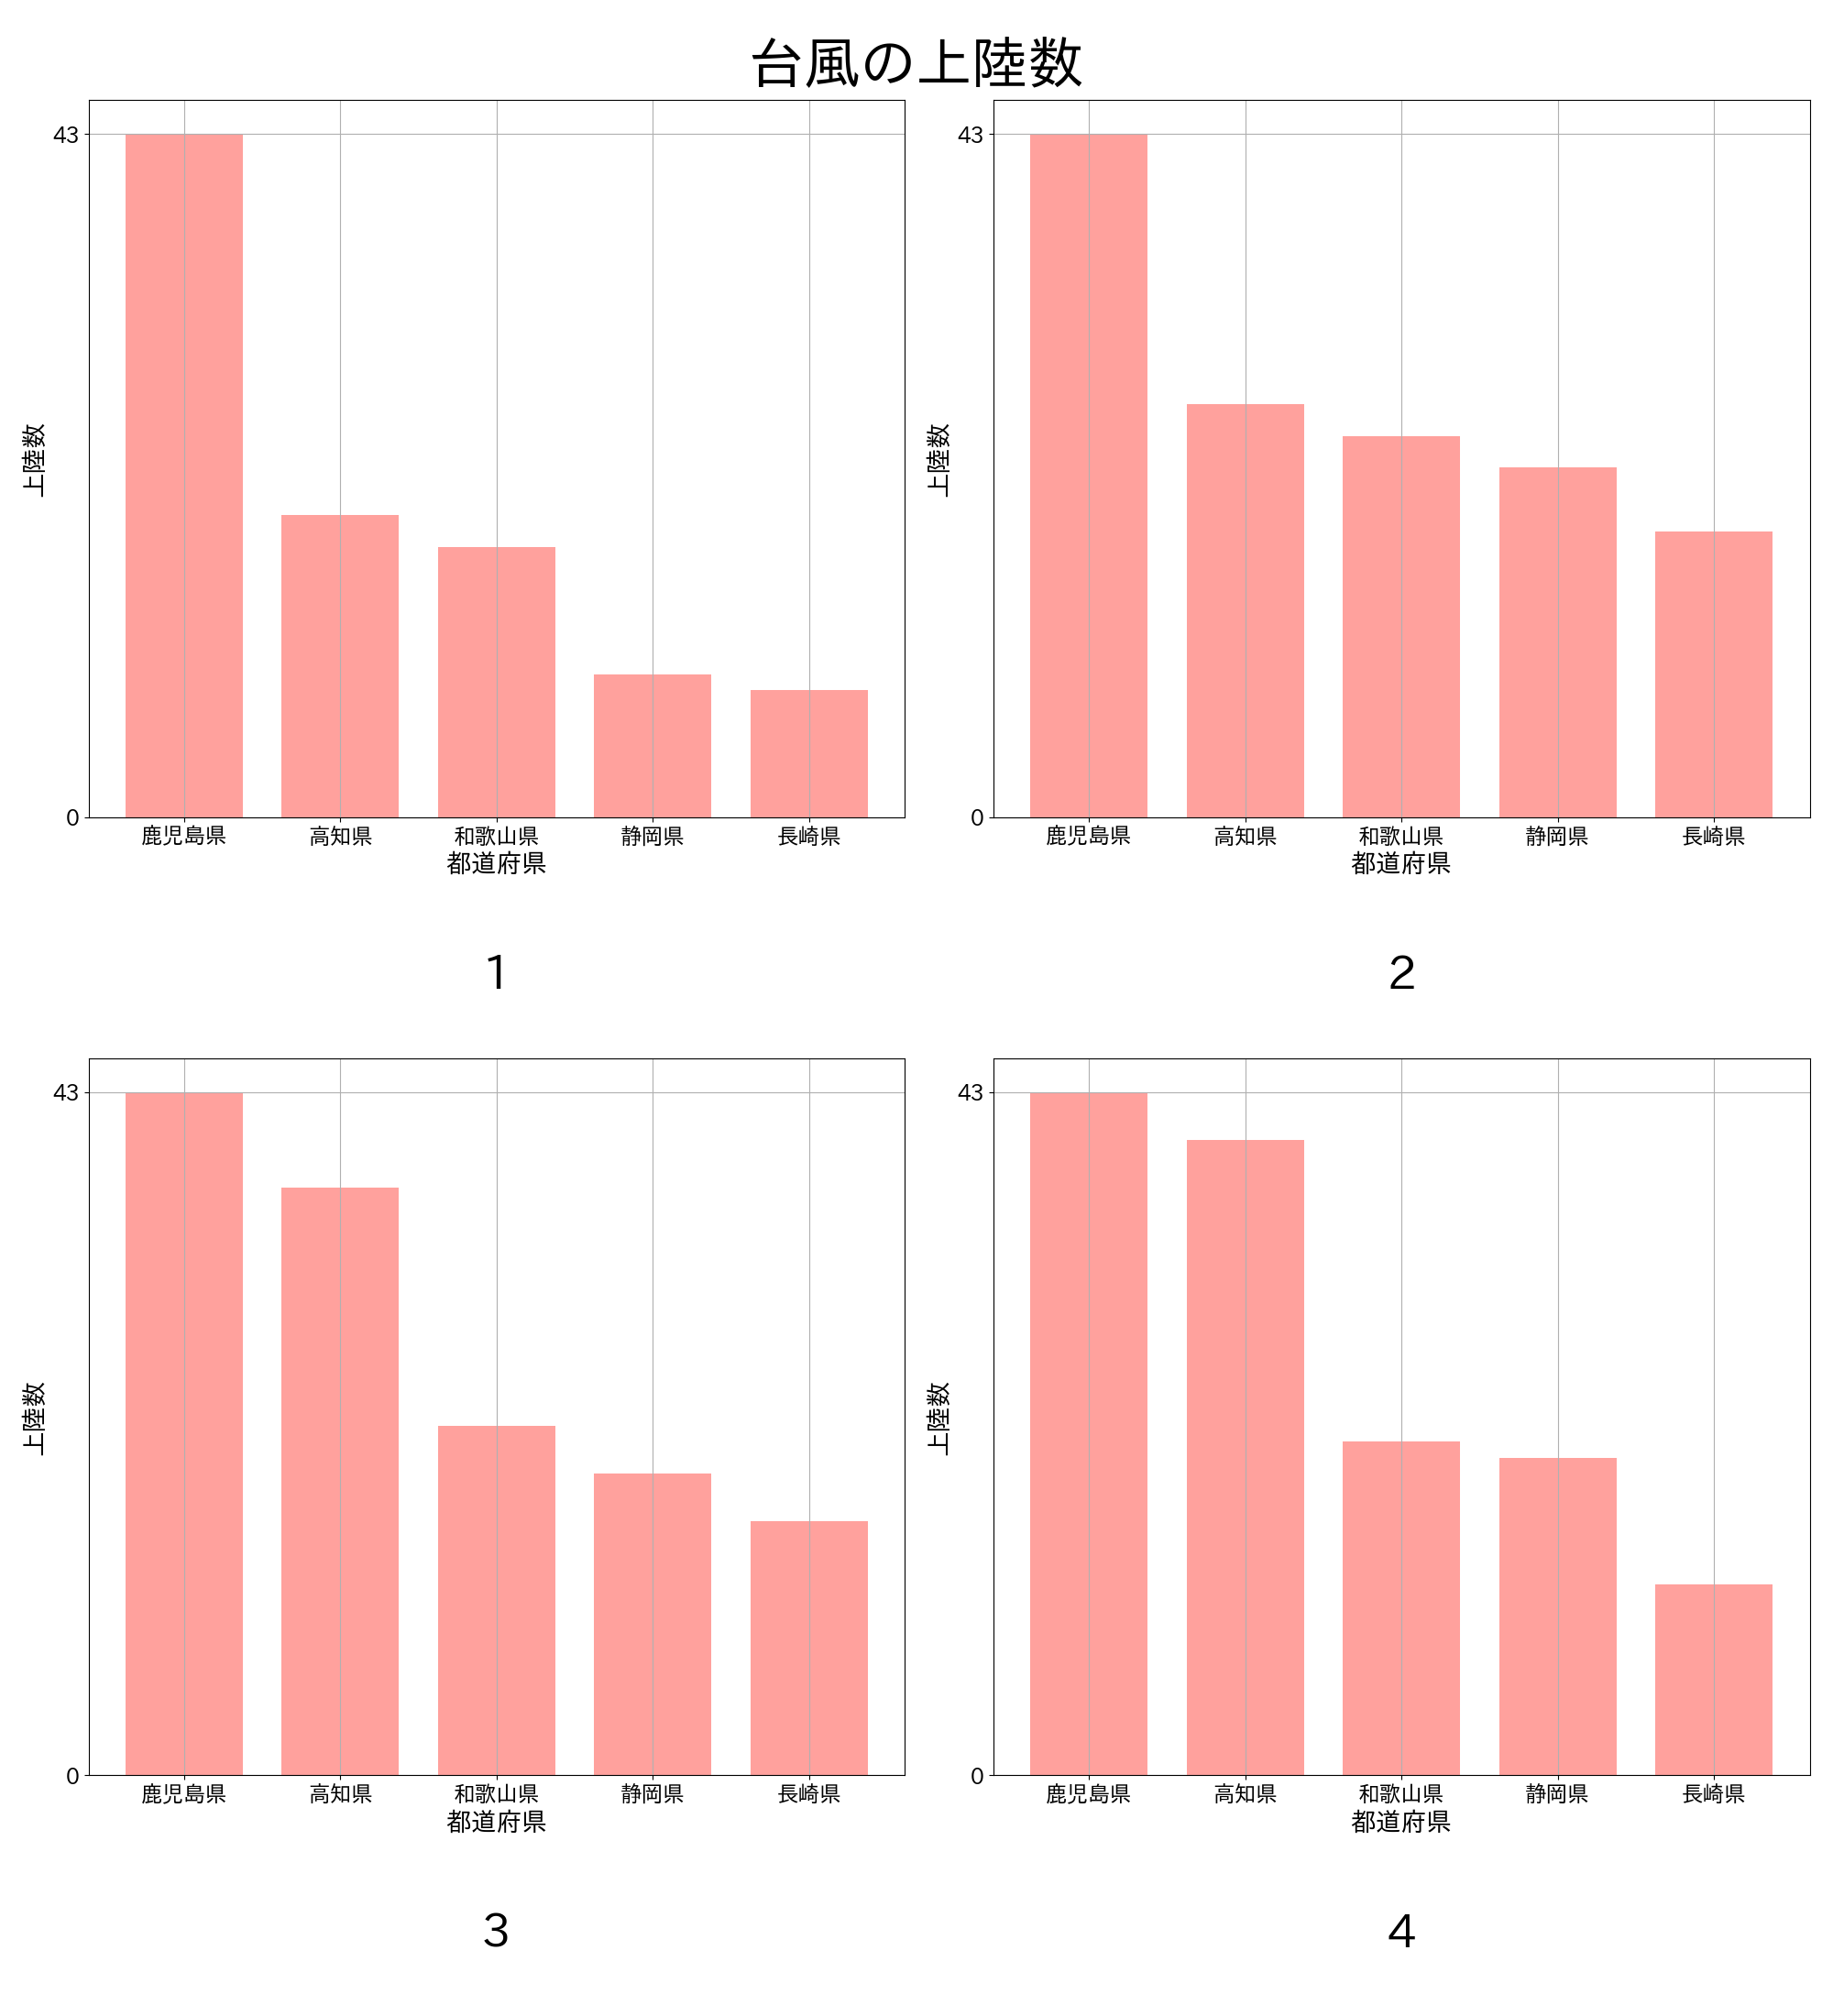 台風の上陸数
43
上陸数
0
鹿児島県 高知県 和歌山県 静岡県 長崎県
都道府県
1
43
上陸数
0
鹿児島県 高知県 和歌山県 静岡県 長崎県
都道府県
2
43
上陸数
0
鹿児島県 高知県 和歌山県 静岡県 長崎県
都道府県
3
43
上陸数
0
鹿児島県 高知県 和歌山県 静岡県 長崎県
都道府県
4